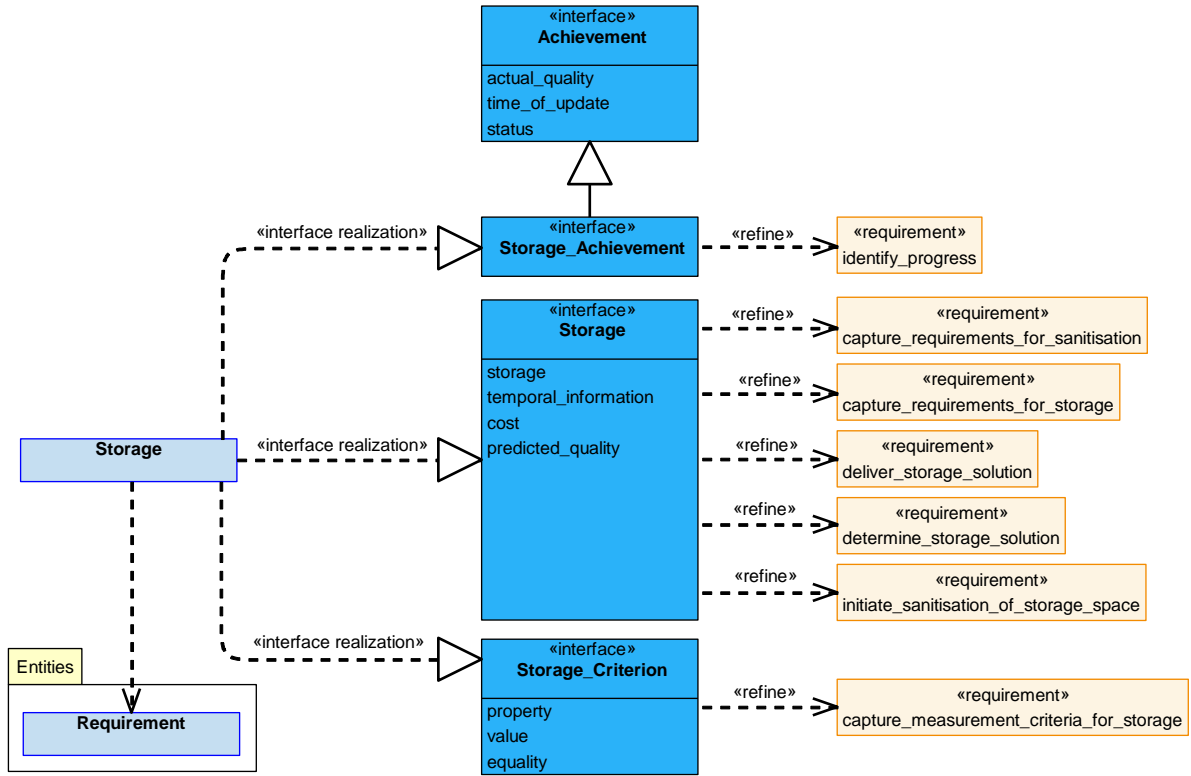 «interface»
Achievement
actual_quality
time_of_update
status
«interface realization»
«interface»
Storage_Achievement
«refine»
«requirement»
identify_progress
«interface»
Storage
storage
temporal_information
cost
predicted_quality
«refine»
«requirement»
capture_requirements_for_sanitisation
«refine»
«requirement»
capture_requirements_for_storage
Storage
«interface realization»
«refine»
«requirement»
deliver_storage_solution
«refine»
«requirement»
determine_storage_solution
«refine»
«requirement»
initiate_sanitisation_of_storage_space
«interface realization»
«interface»
Storage_Criterion
property
value
equality
«refine»
«requirement»
capture_measurement_criteria_for_storage
Entities
Requirement